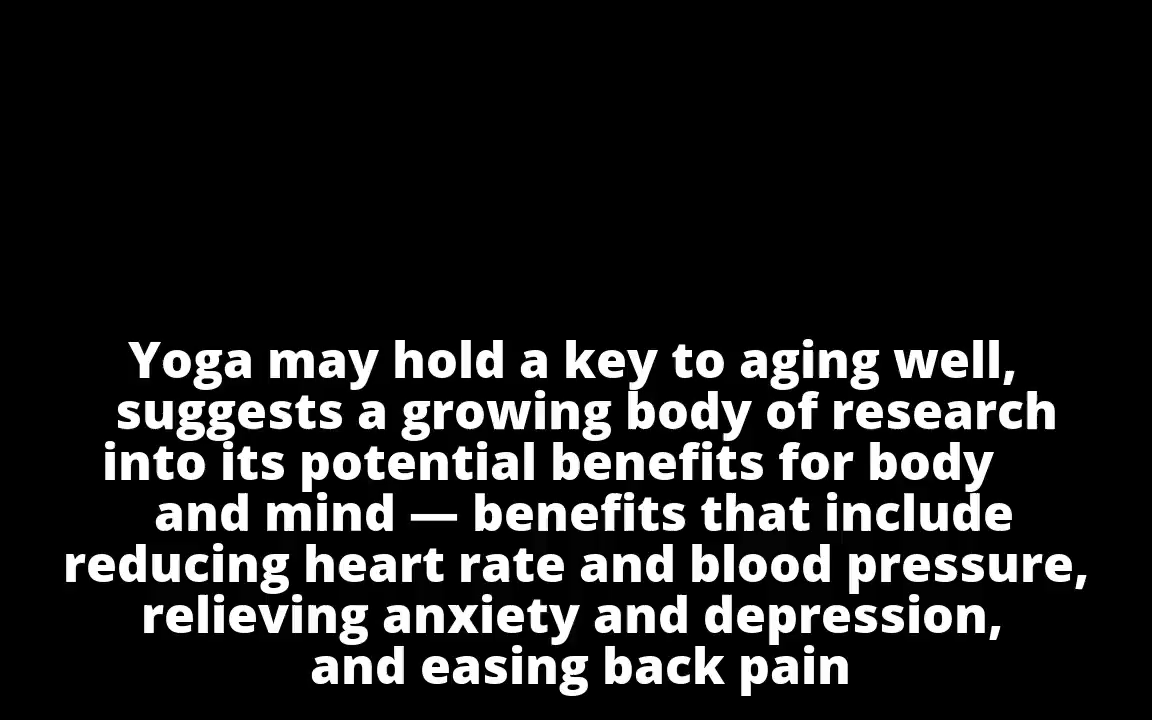 Yoga may hold a key to aging well,
suggests a growing body of research
into its potential benefits for body
and mind — benefits that include
reducing heart rate and blood pressure,
relieving anxiety and depression,
and easing back pain